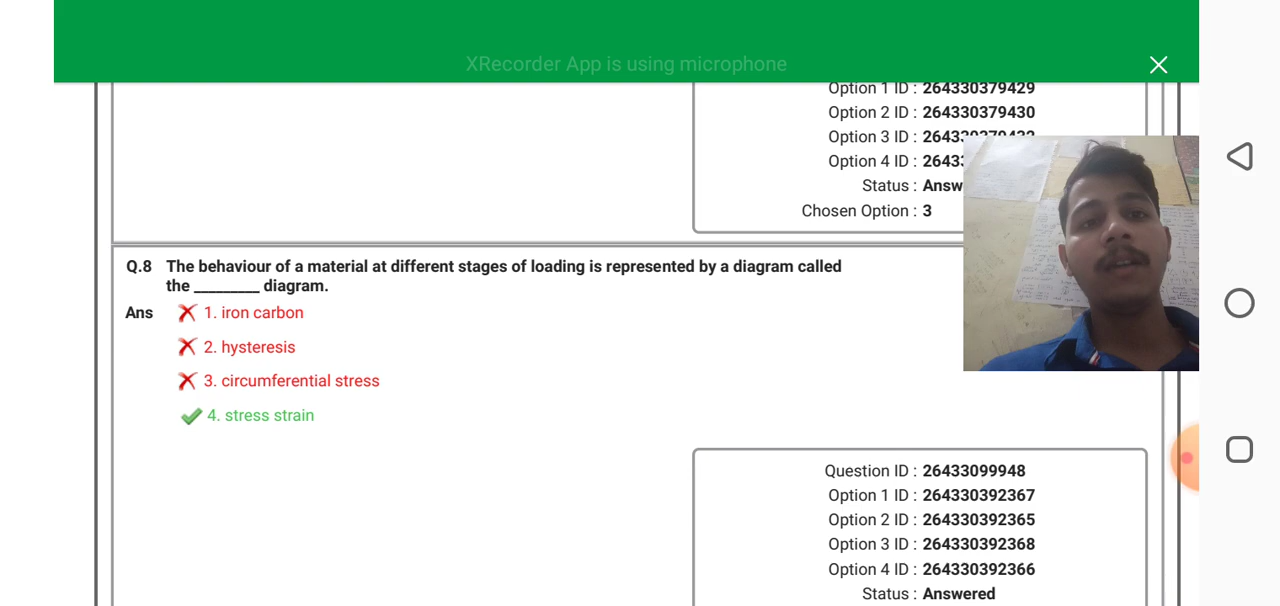 XRecorder App is using microphone
Option 1 ID : 264330379429
Option 2 ID : 264330379430
Option 3 ID :
Option 4 ID :
Status :
Chosen Option : 3
Q.8 The behaviour of a material at different stages of loading is represented by a diagram called
the _________ diagram.
Ans 1. iron carbon
2. hysteresis
3. circumferential stress
4. stress strain
Question ID : 26433099948
Option 1 ID : 264330392367
Option 2 ID : 264330392365
Option 3 ID : 264330392368
Option 4 ID : 264330392366
Status : Answered